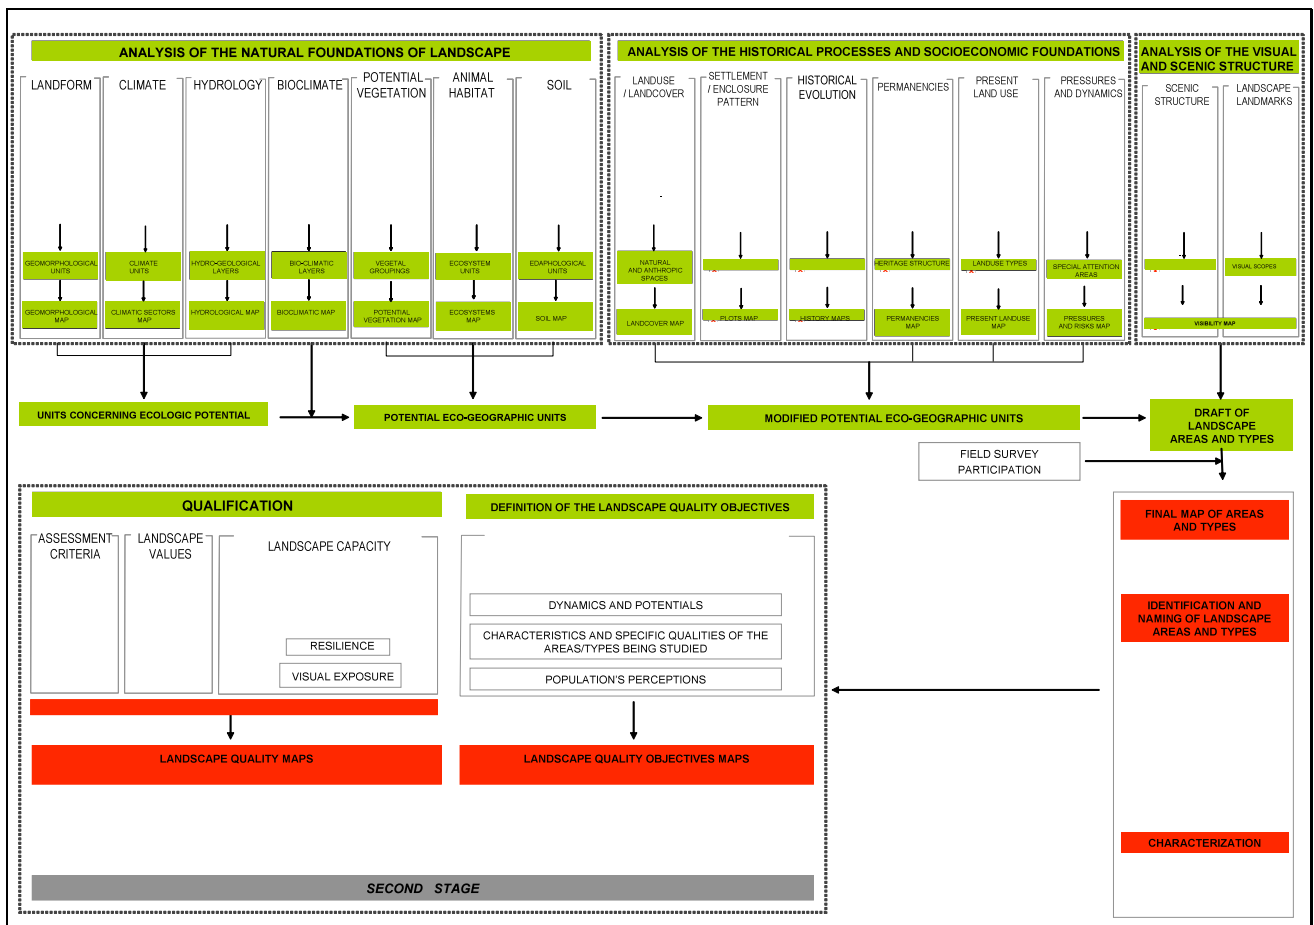 ANALYSIS OF THE NATURAL FOUNDATIONS OF LANDSCAPE
LANDFORM
CLIMATE
HYDROLOGY
BIOCLIMATE
POTENTIAL
VEGETATION
ANIMAL
HABITAT
SOIL
GEOMORPHOLOGICAL
UNITS
CLIMATE
UNITS
HYDRO-GEOLOGICAL
LAYERS
BIO-CLIMATIC
LAYERS
VEGETAL
GROUPINGS
ECOSYSTEM
UNITS
EDAPHOLOGICAL
UNITS
GEOMORPHOLOGICAL
MAP
CLIMATIC SECTORS
MAP
HYDROLOGICAL MAP
BIOCLIMATIC MAP
POTENTIAL
VEGETATION MAP
ECOSYSTEMS MAP
SOIL MAP
ANALYSIS OF THE HISTORICAL PROCESSES AND SOCIOECONOMIC FOUNDATIONS
LANDUSE
/ LANDCOVER
SETTLEMENT
/ ENCLOSURE
PATTERN
HISTORICAL
EVOLUTION
PERMANENCIES
PRESENT
LAND USE
PRESSURES
AND DYNAMICS
NATURAL
AND ANTHROPIC
SPACES
HERITAGE STRUCTURE
LANDUSE TYPES
SPECIAL ATTENTION
AREAS
LANDCOVER MAP
PLOTS MAP
HISTORY MAPS
PERMANENCIES
MAP
PRESENT LANDUSE
MAP
PRESSURES
AND RISKS MAP
ANALYSIS OF THE VISUAL
AND SCENIC STRUCTURE
SCENIC
STRUCTURE
LANDSCAPE
LANDMARKS
VISUAL SCOPES
VISIBILITY MAP
UNITS CONCERNING ECOLOGIC POTENTIAL
POTENTIAL ECO-GEOGRAPHIC UNITS
MODIFIED POTENTIAL ECO-GEOGRAPHIC UNITS
DRAFT OF
LANDSCAPE
AREAS AND TYPES
FIELD SURVEY
PARTICIPATION
QUALIFICATION
ASSESSMENT
CRITERIA
LANDSCAPE
VALUES
LANDSCAPE CAPACITY
RESILIENCE
VISUAL EXPOSURE
LANDSCAPE QUALITY MAPS
DEFINITION OF THE LANDSCAPE QUALITY OBJECTIVES
DYNAMICS AND POTENTIALS
CHARACTERISTICS AND SPECIFIC QUALITIES OF THE
AREAS/TYPES BEING STUDIED
POPULATION'S PERCEPTIONS
LANDSCAPE QUALITY OBJECTIVES MAPS
SECOND STAGE
FINAL MAP OF AREAS
AND TYPES
IDENTIFICATION AND
NAMING OF LANDSCAPE
AREAS AND TYPES
CHARACTERIZATION